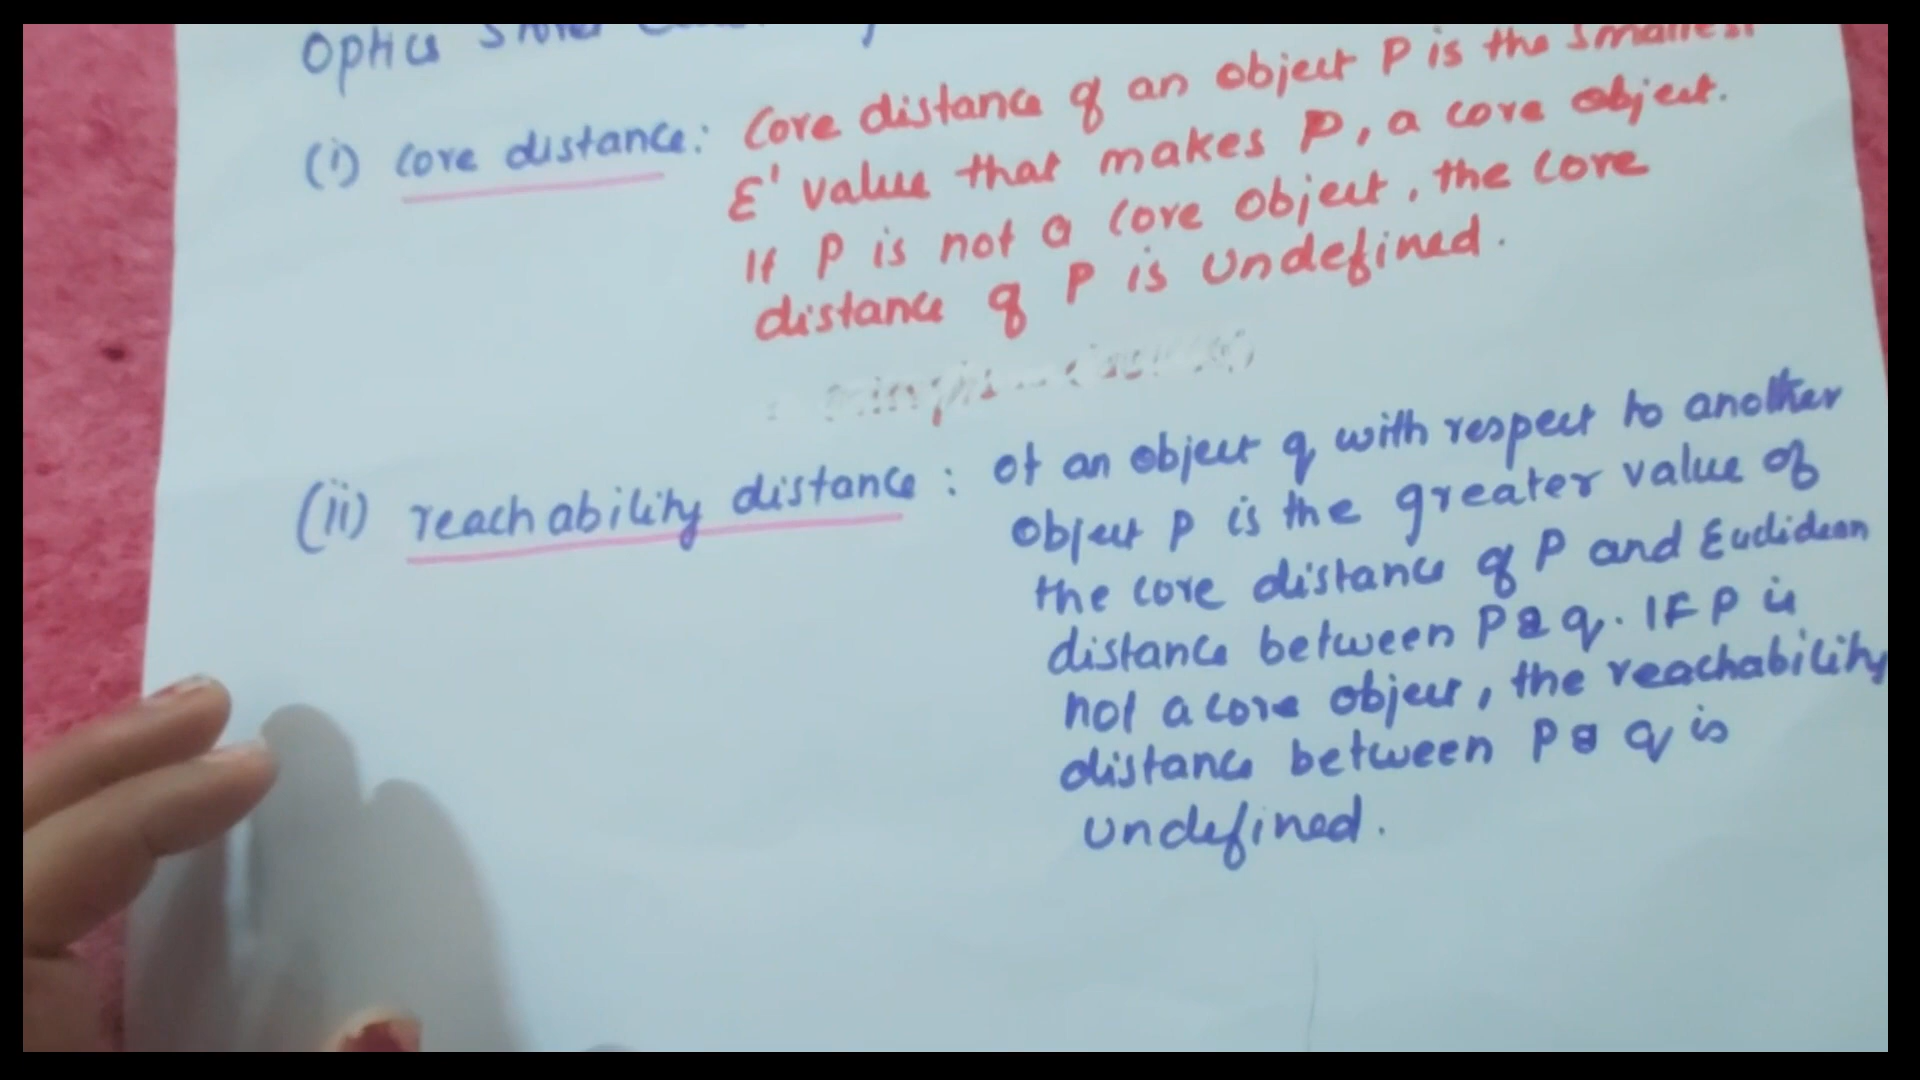 Optics
(i) core distance: Core distance of an object P is the smallest
ε' value that makes P, a core object.
If P is not a core object, the core
distance of P is undefined.
(ii) reachability distance: of an object q with respect to another
object P is the greater value of
the core distance of P and Euclidean
distance between P & q. If P is
not a core object, the reachability
distance between P & q is
undefined.